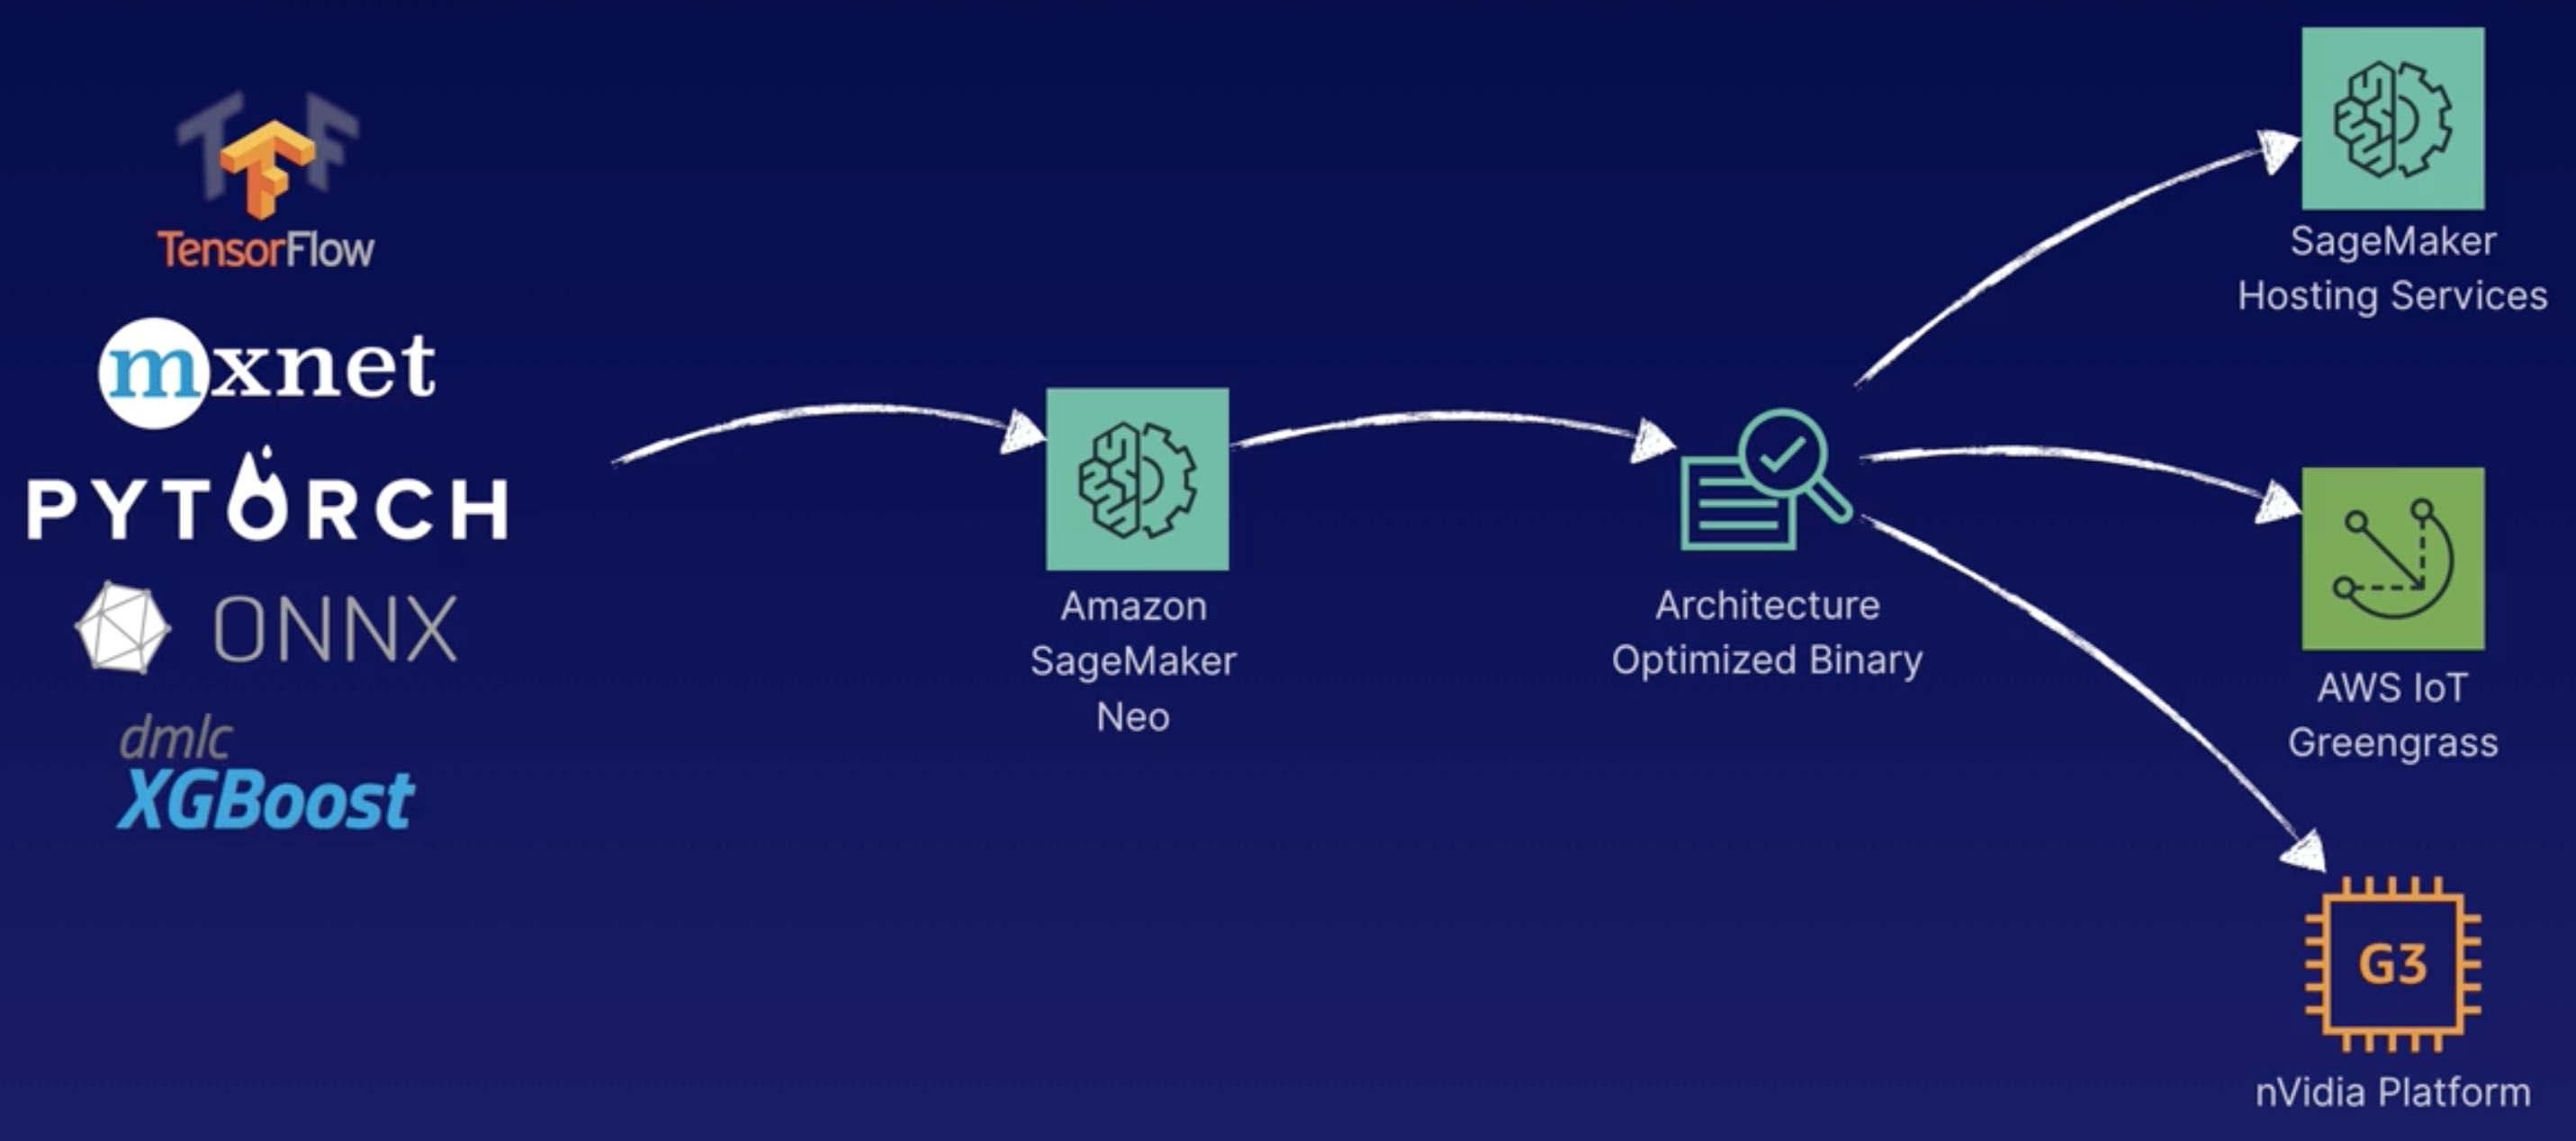 TF
TensorFlow
mxnet
PYTORCH
ONNX
dmlc
XGBoost
Amazon
SageMaker
Neo
Architecture
Optimized Binary
SageMaker
Hosting Services
AWS IoT
Greengrass
G3
nVidia Platform